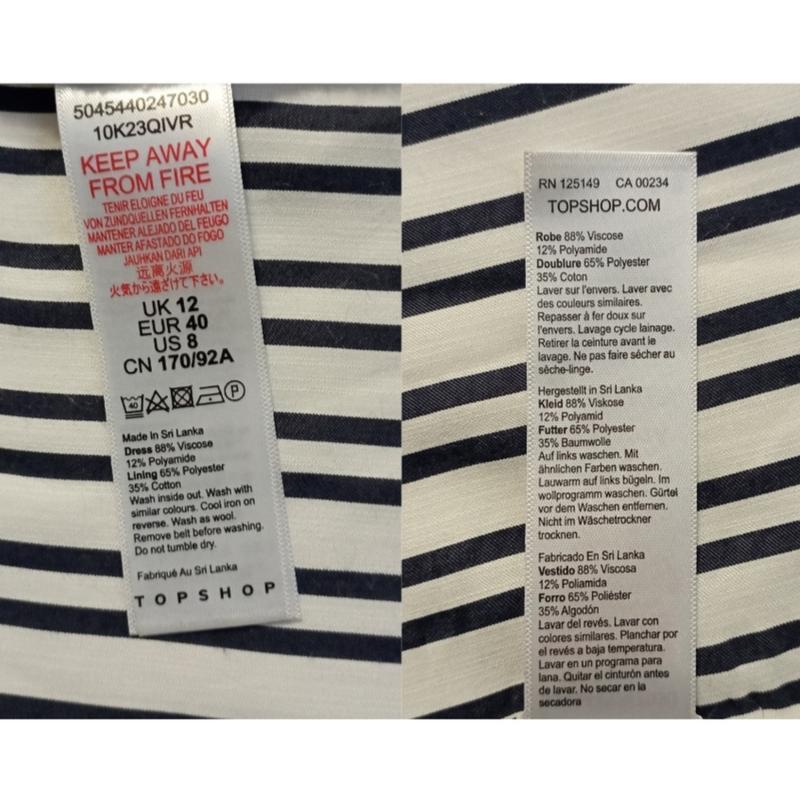 5045440247030
10K23QIVR
KEEP AWAY
FROM FIRE
TENIR ELOIGNE DU FEU
VON ZUNDQUELLEN FERNHALTEN
MANTENER ALEJADO DEL FEUGO
MANTER AFASTADO DO FOGO
JAUHKAN DARI API
远离火源
火気から遠ざけて下さい。
UK 12
EUR 40
US 8
CN 170/92A
40 P
Made In Sri Lanka
Dress 88% Viscose
12% Polyamide
Lining 65% Polyester
35% Cotton
Wash inside out. Wash with
similar colours. Cool iron on
reverse. Wash as wool.
Remove belt before washing.
Do not tumble dry.
Fabriqué Au Sri Lanka
TOPSHOP
RN 125149 CA 00234
TOPSHOP.COM
Robe 88% Viscose
12% Polyamide
Doublure 65% Polyester
35% Coton
Laver sur l'envers. Laver avec
des couleurs similaires.
Repasser à fer doux sur
l'envers. Lavage cycle lainage.
Retirer la ceinture avant le
lavage. Ne pas faire sécher au
sèche-linge.
Hergestellt in Sri Lanka
Kleid 88% Viskose
12% Polyamid
Futter 65% Polyester
35% Baumwolle
Auf links waschen. Mit
ähnlichen Farben waschen.
Lauwarm auf links bügeln. Im
wollprogramm waschen. Gürtel
vor dem Waschen entfernen.
Nicht im Wäschetrockner
trocknen.
Fabricado En Sri Lanka
Vestido 88% Viscosa
12% Poliamida
Forro 65% Poliéster
35% Algodón
Lavar del revés. Lavar con
colores similares. Planchar por
el revés a baja temperatura.
Lavar en un programa para
lana. Quitar el cinturón antes
de lavar. No secar en la
secadora